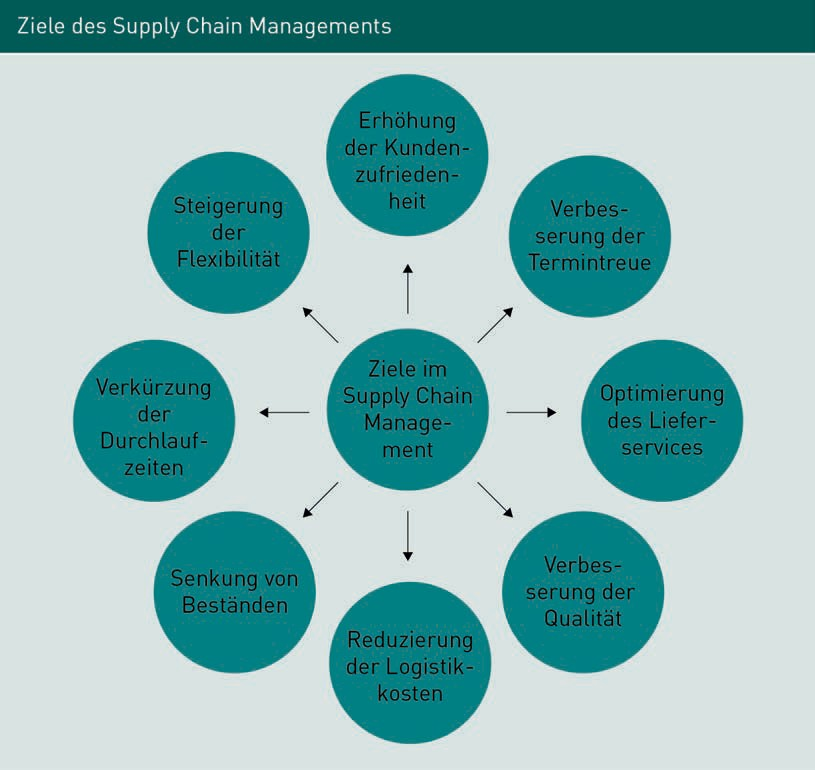 Ziele des Supply Chain Managements
Erhöhung
der Kunden-
zufrieden-
heit
Verbes-
serung der
Termintreue
Optimierung
des Liefer-
services
Verbes-
serung der
Qualität
Reduzierung
der Logistik-
kosten
Senkung von
Beständen
Verkürzung
der
Durchlauf-
zeiten
Steigerung
der
Flexibilität
Ziele im
Supply Chain
Manage-
ment